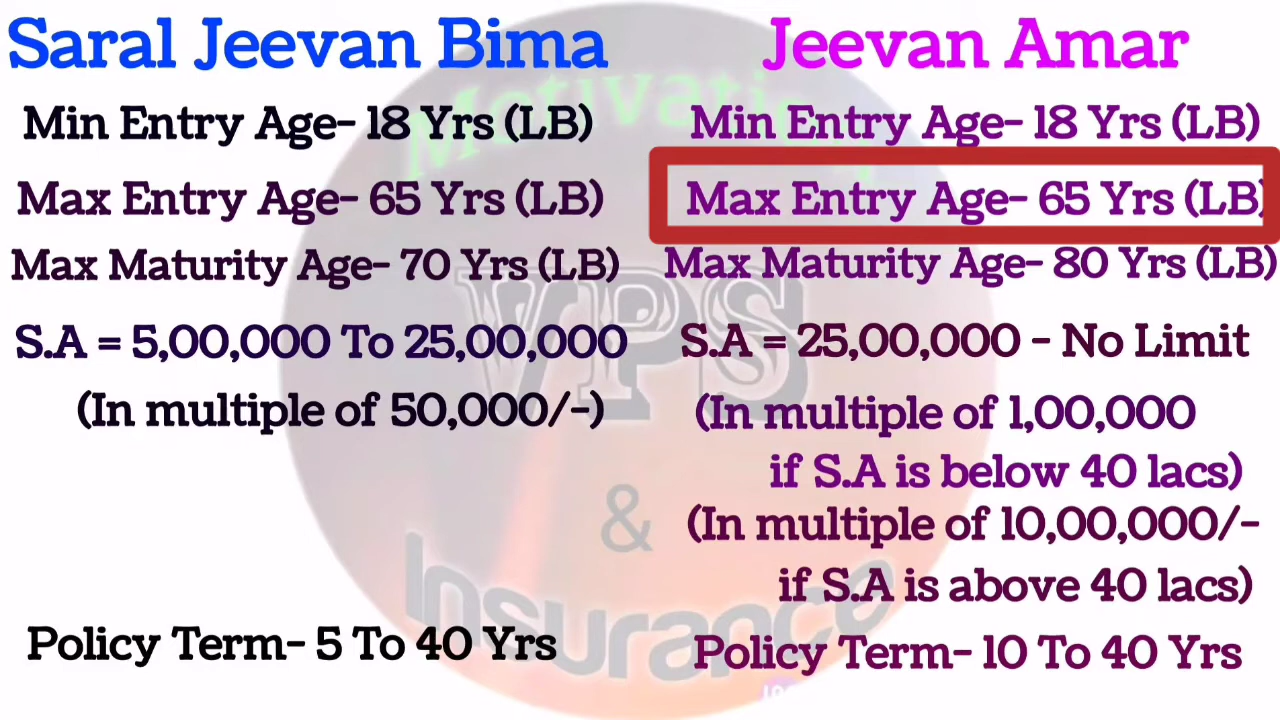 Saral Jeevan Bima
Min Entry Age- 18 Yrs (LB)
Max Entry Age- 65 Yrs (LB)
Max Maturity Age- 70 Yrs (LB)
S.A = 5,00,000 To 25,00,000
(In multiple of 50,000/-)
Policy Term- 5 To 40 Yrs
Jeevan Amar
Min Entry Age- 18 Yrs (LB)
Max Entry Age- 65 Yrs (LB)
Max Maturity Age- 80 Yrs (LB)
S.A = 25,00,000 - No Limit
(In multiple of 1,00,000
if S.A is below 40 lacs)
(In multiple of 10,00,000/-
if S.A is above 40 lacs)
Policy Term- 10 To 40 Yrs
VPS
&
Insurance